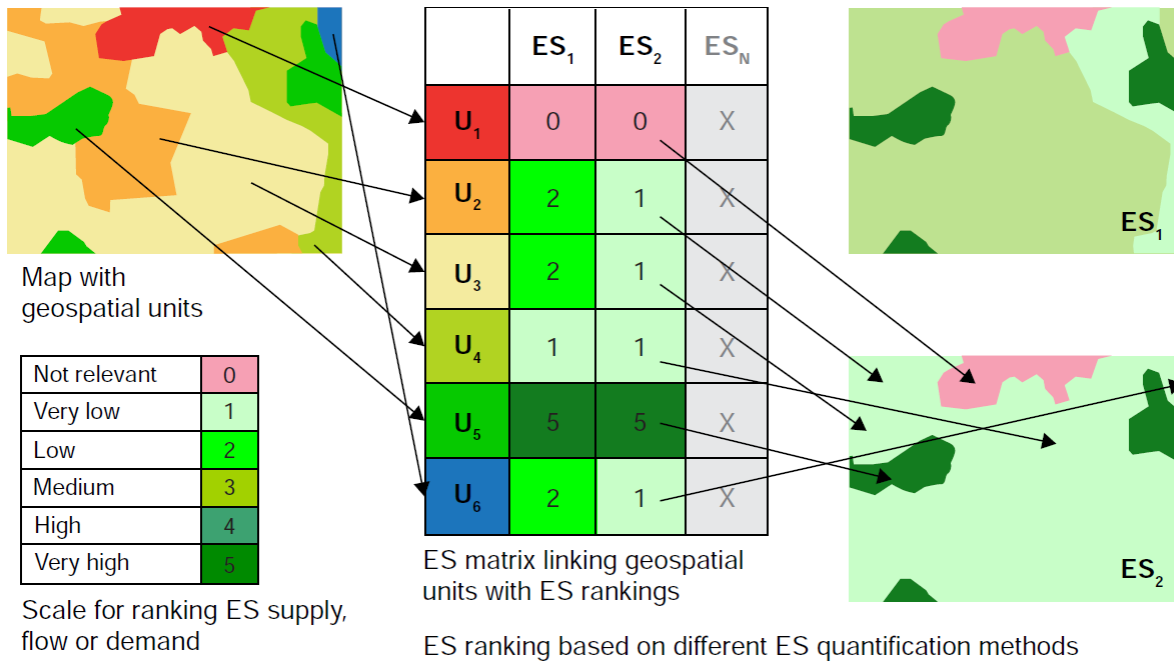 Map with
geospatial units
Not relevant 0
Very low 1
Low 2
Medium 3
High 4
Very high 5
Scale for ranking ES supply,
flow or demand
ES1 ES2 ESN
U1 0 0 X
U2 2 1 X
U3 2 1 X
U4 1 1 X
U5 5 5 X
U6 2 1 X
ES matrix linking geospatial
units with ES rankings
ES ranking based on different ES quantification methods
ES1
ES2